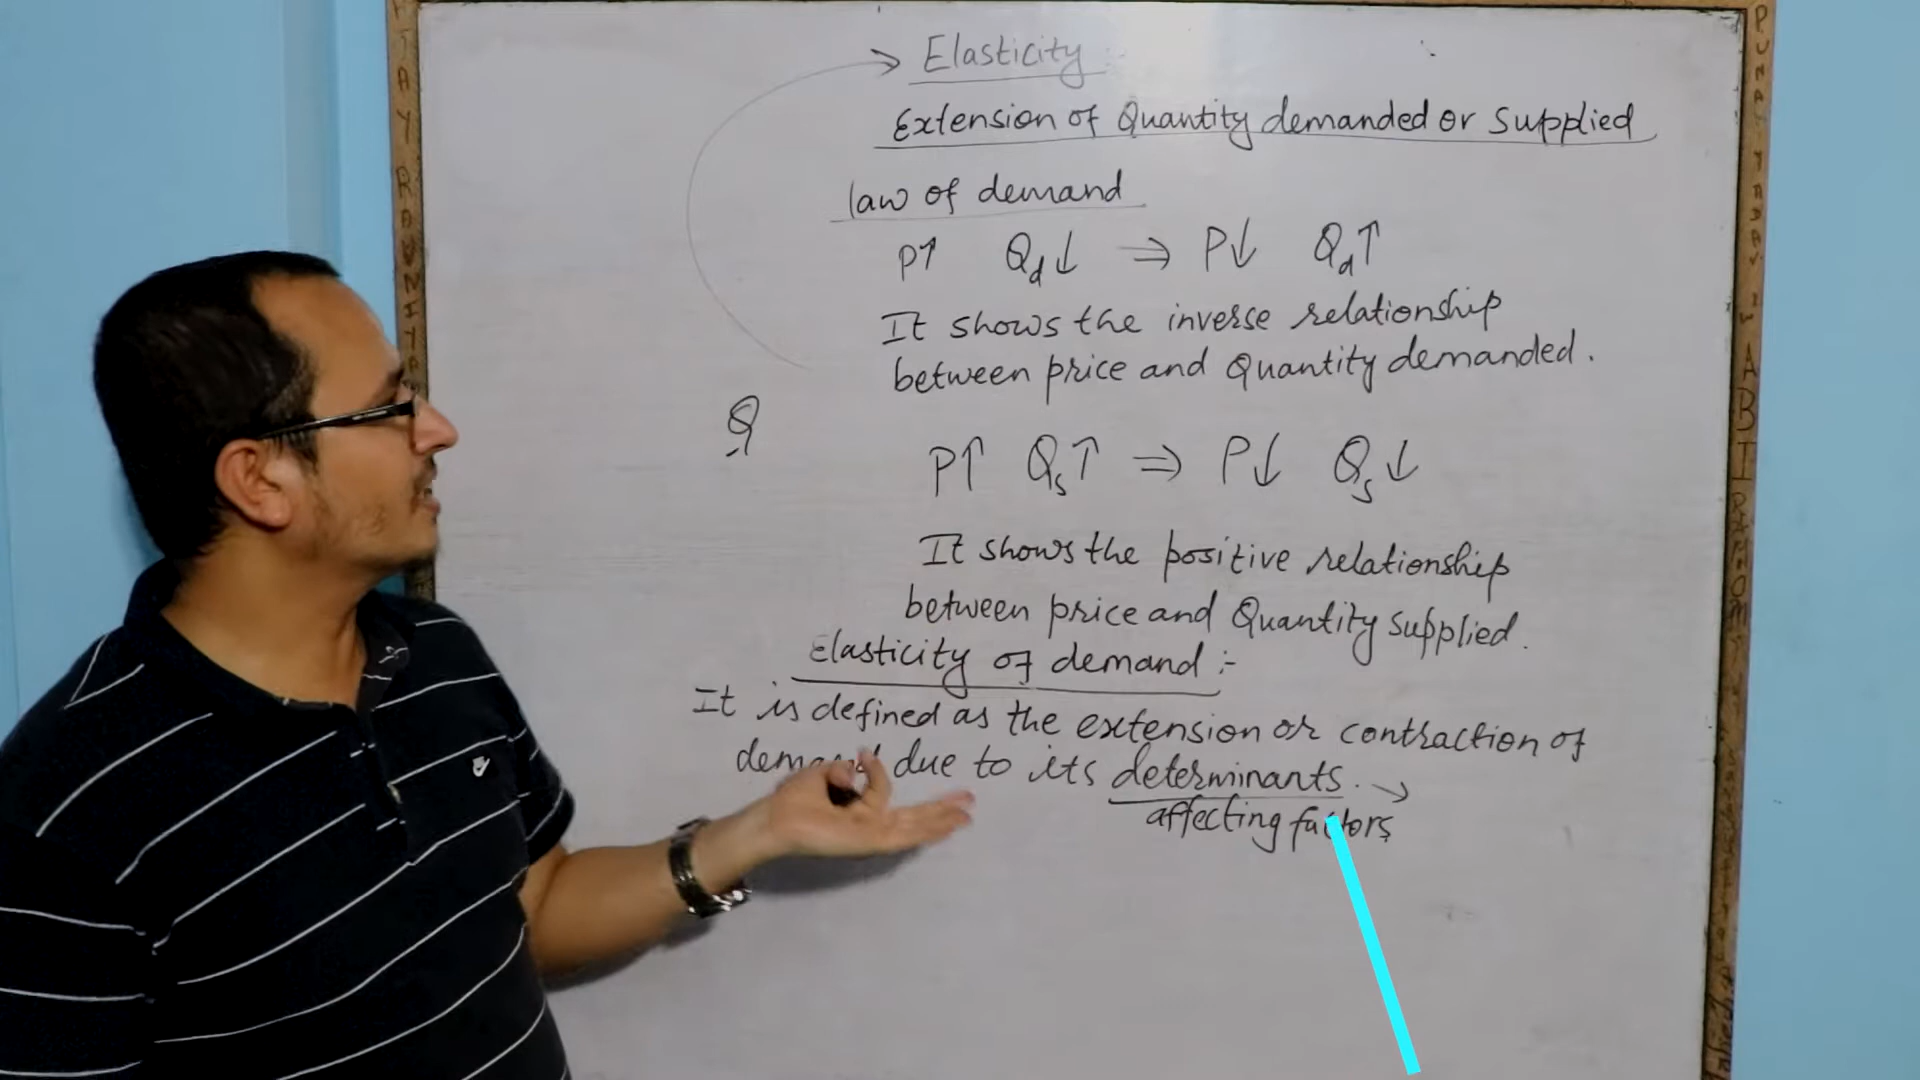 → Elasticity
Extension of Quantity demanded or supplied
law of demand
P↑ Qd↓ ⇒ P↓ Qd↑
It shows the inverse relationship
between price and Quantity demanded.
Q
P↑ Qs↑ ⇒ P↓ Qs↓
It shows the positive relationship
between price and Quantity supplied.
Elasticity of demand :-
It is defined as the extension or contraction of
demand due to its determinants. →
affecting factors